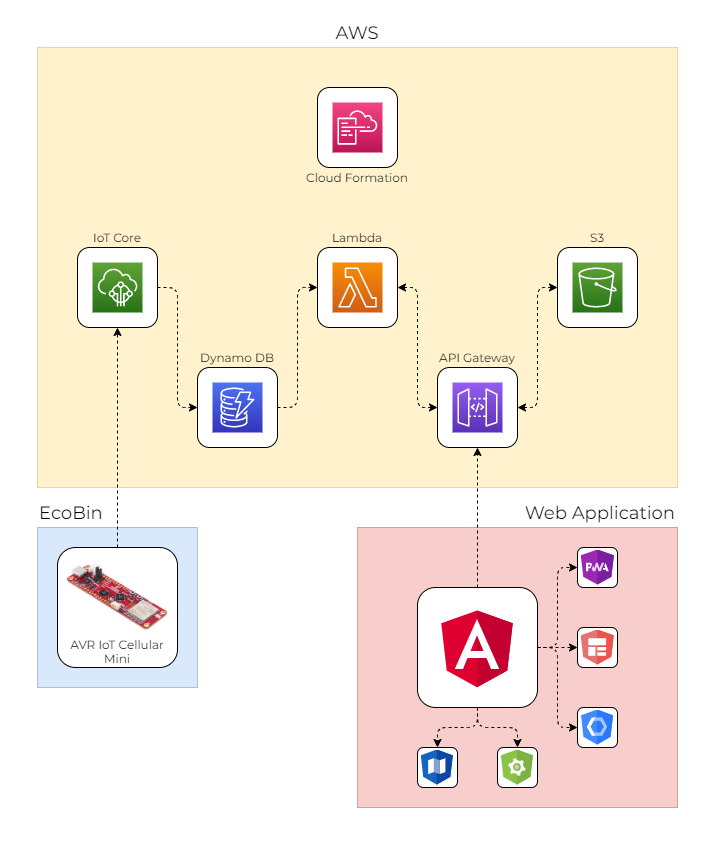 AWS
Cloud Formation
IoT Core
Lambda
S3
Dynamo DB
API Gateway
EcoBin
Web Application
AVR IoT Cellular
Mini
PWA